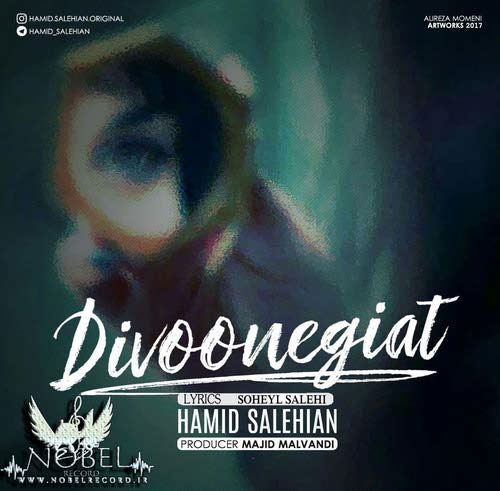 HAMID.SALEHIAN.ORIGINAL
HAMID_SALEHIAN
ALIREZA MOMENI
ARTWORKS 2017
Divoonegiat
LYRICS SOHEYL SALEHI
HAMID SALEHIAN
PRODUCER MAJID MALVANDI
NOBEL
RECORD
WWW.NOBELRECORD.IR